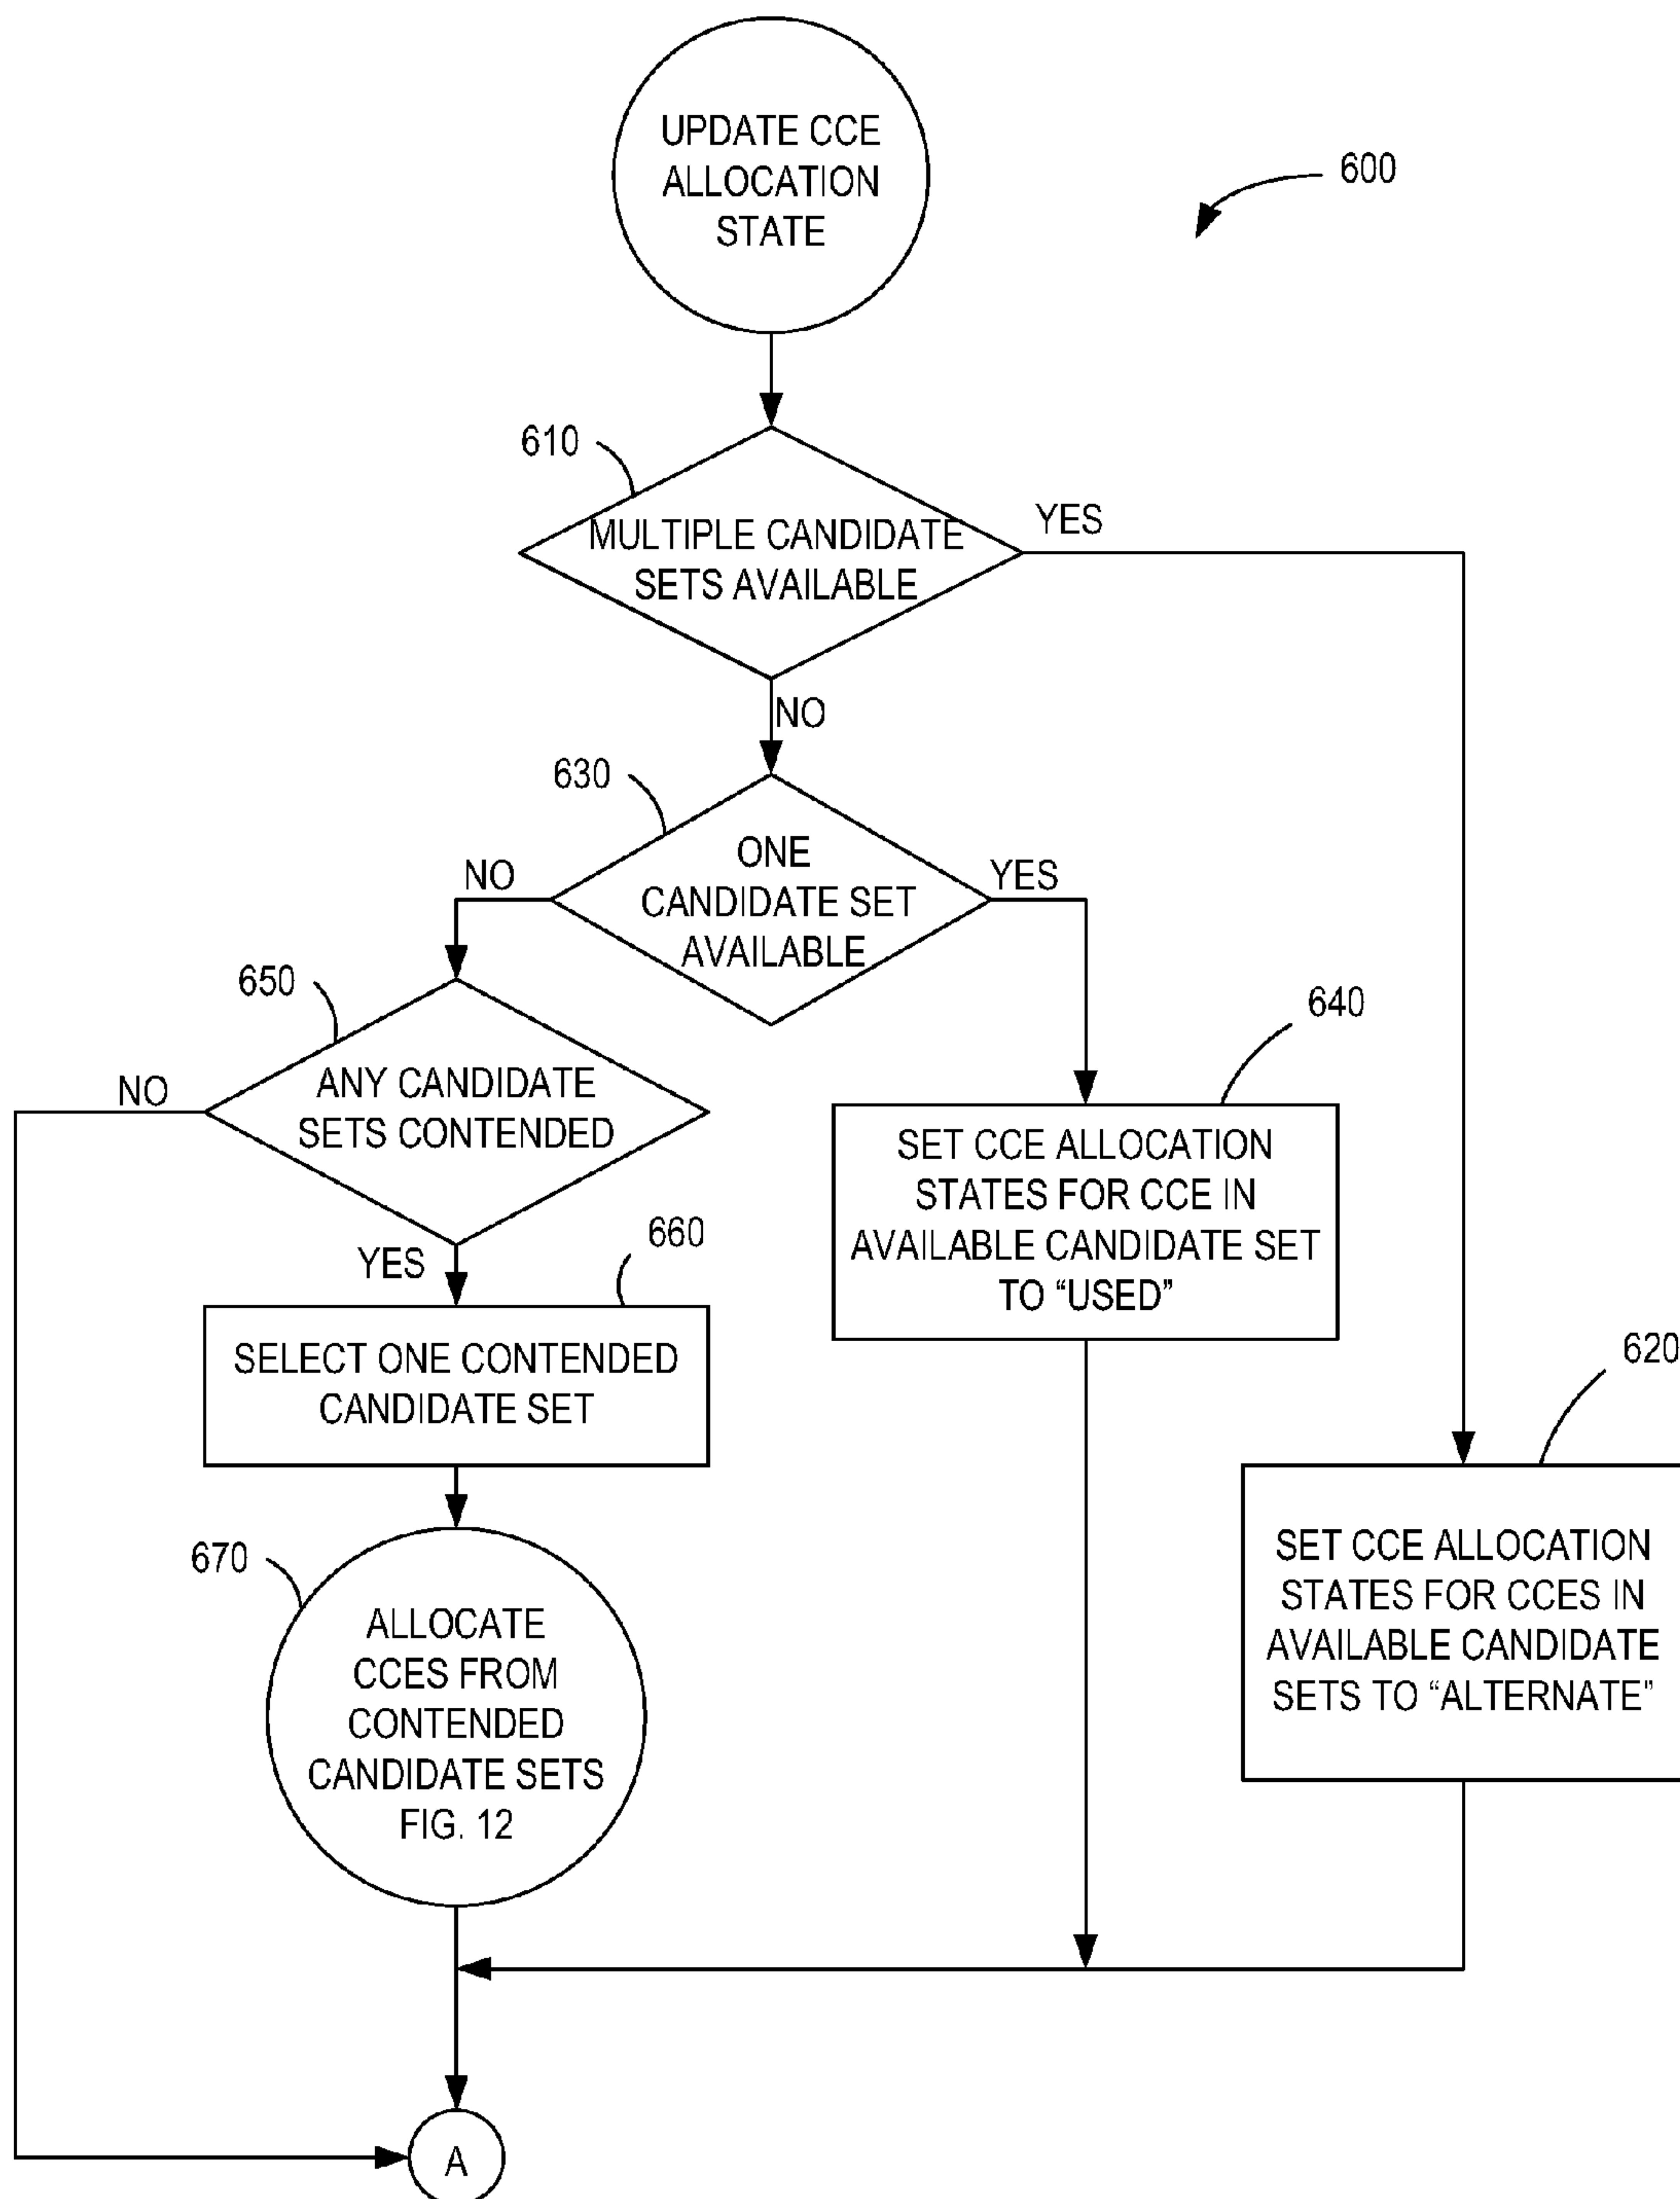 UPDATE CCE
ALLOCATION
STATE
600
610
MULTIPLE CANDIDATE
SETS AVAILABLE
YES
NO
630
ONE
CANDIDATE SET
AVAILABLE
NO
YES
650
ANY CANDIDATE
SETS CONTENDED
NO
YES
640
SET CCE ALLOCATION
STATES FOR CCE IN
AVAILABLE CANDIDATE SET
TO “USED”
660
SELECT ONE CONTENDED
CANDIDATE SET
620
SET CCE ALLOCATION
STATES FOR CCES IN
AVAILABLE CANDIDATE
SETS TO “ALTERNATE”
670
ALLOCATE
CCES FROM
CONTENDED
CANDIDATE SETS
FIG. 12
A